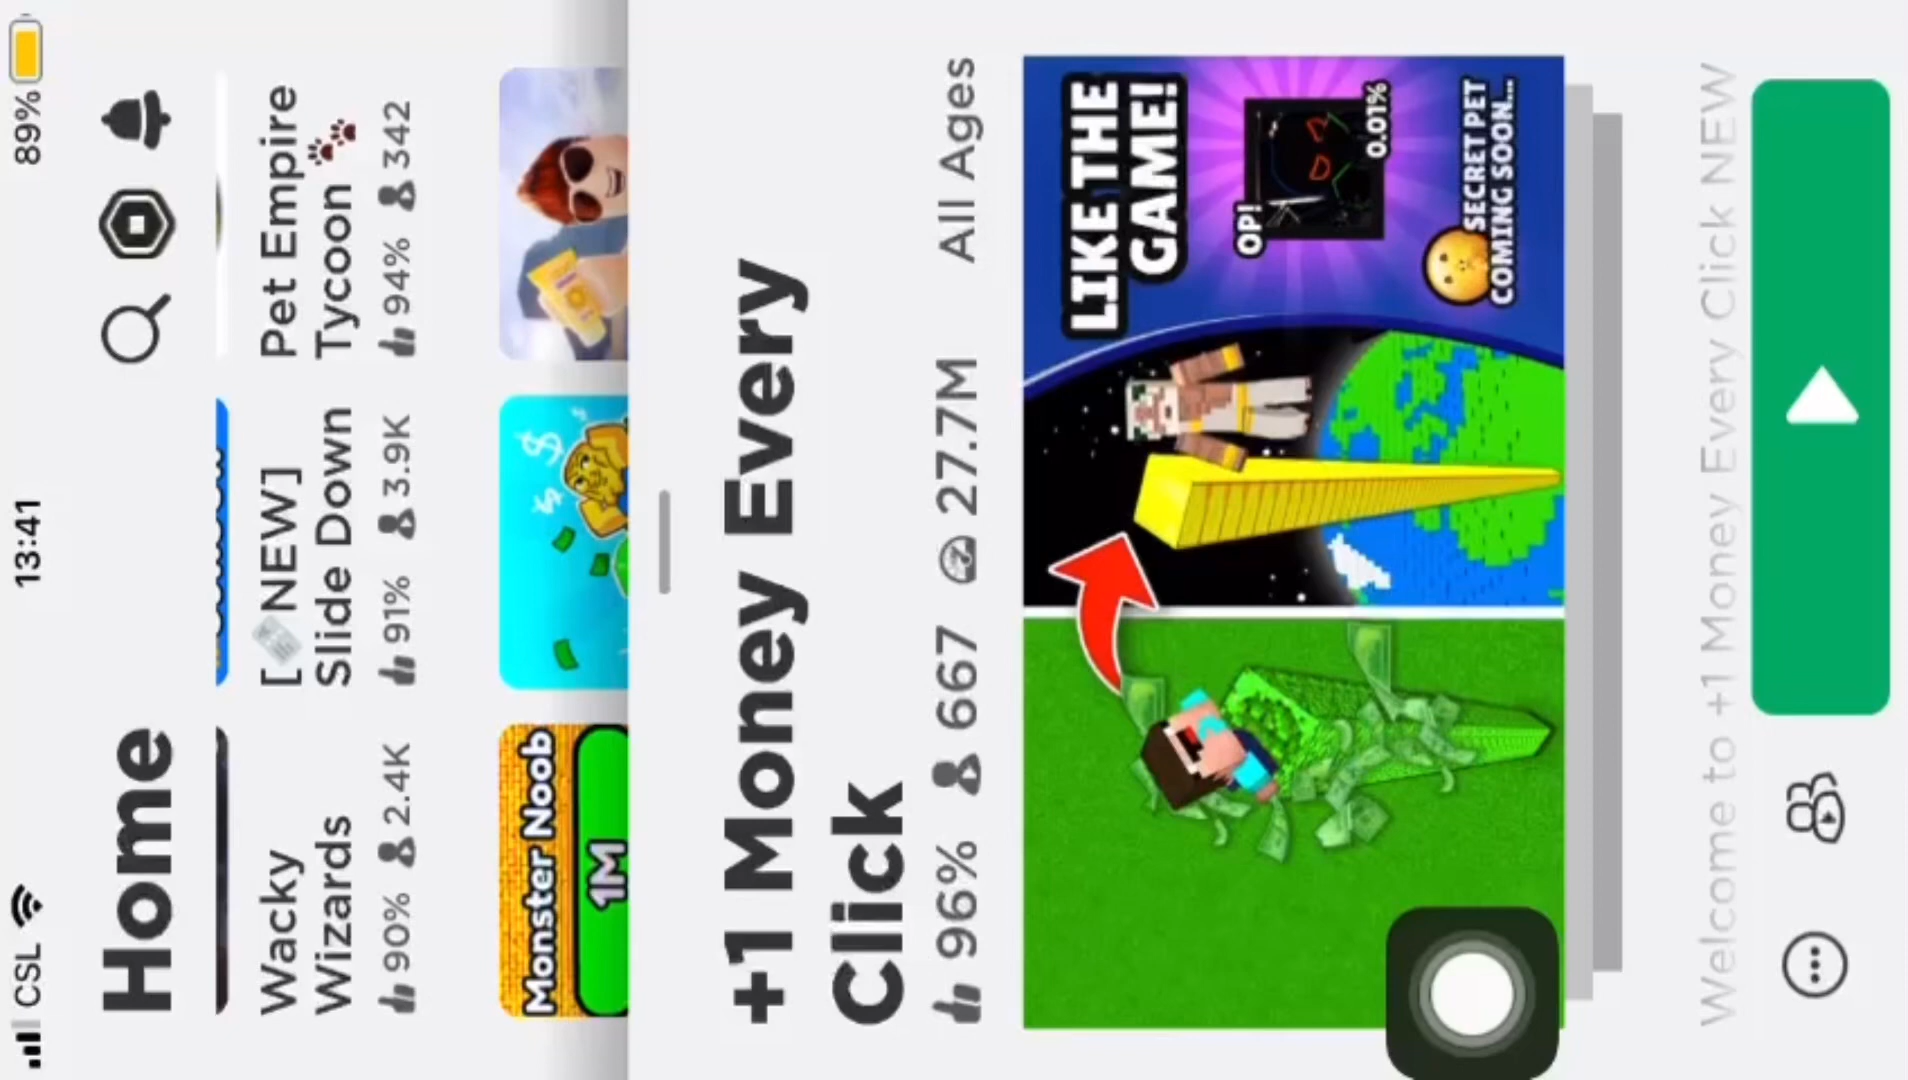 CSL 13:41 89%
Home
Wacky
Wizards
90% 2.4K
[NEW]
Slide Down
91% 3.9K
Pet Empire
Tycoon
94% 342
Monster Noob
1M
+1 Money Every
Click
96% 667 27.7M All Ages
LIKE THE
GAME!
OP!
0.01%
SECRET PET
COMING SOON...
Welcome to +1 Money Every Click NEW